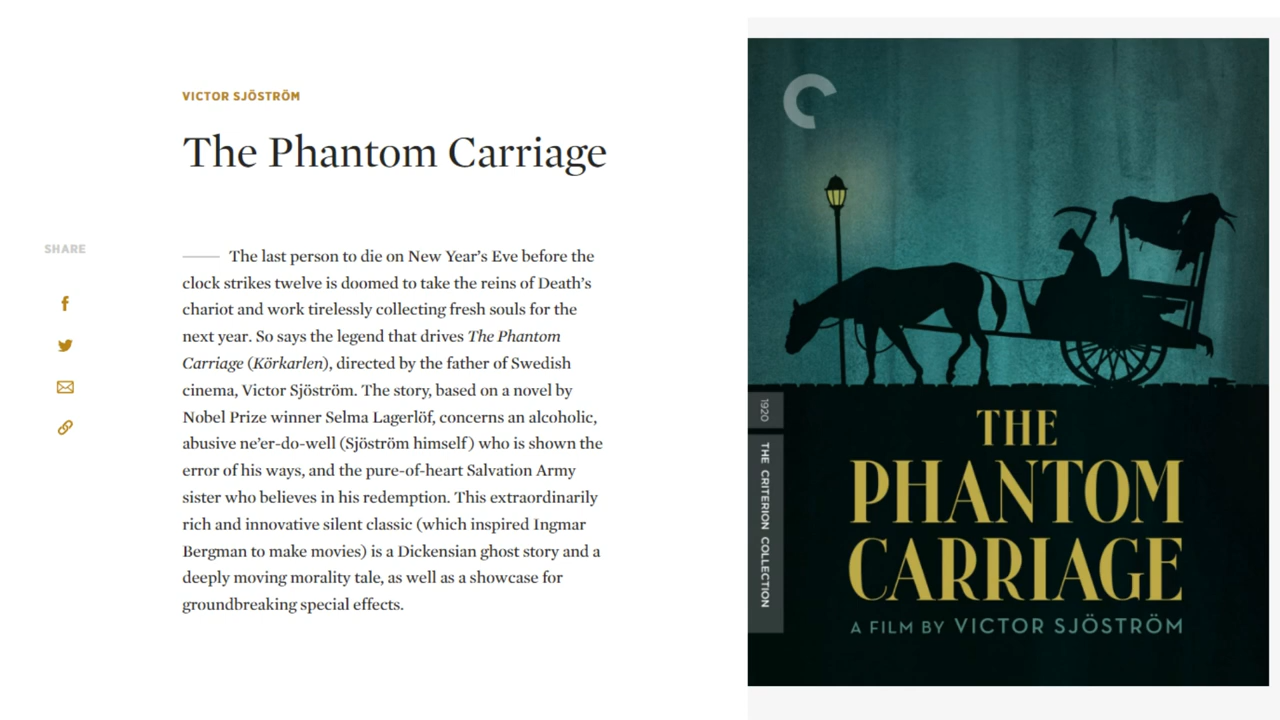 VICTOR SJÖSTRÖM
The Phantom Carriage
SHARE
The last person to die on New Year’s Eve before the
clock strikes twelve is doomed to take the reins of Death’s
chariot and work tirelessly collecting fresh souls for the
next year. So says the legend that drives The Phantom
Carriage (Körkarlen), directed by the father of Swedish
cinema, Victor Sjöström. The story, based on a novel by
Nobel Prize winner Selma Lagerlöf, concerns an alcoholic,
abusive ne’er-do-well (Sjöström himself) who is shown the
error of his ways, and the pure-of-heart Salvation Army
sister who believes in his redemption. This extraordinarily
rich and innovative silent classic (which inspired Ingmar
Bergman to make movies) is a Dickensian ghost story and a
deeply moving morality tale, as well as a showcase for
groundbreaking special effects.
1920
THE CRITERION COLLECTION
THE
PHANTOM
CARRIAGE
A FILM BY VICTOR SJÖSTRÖM